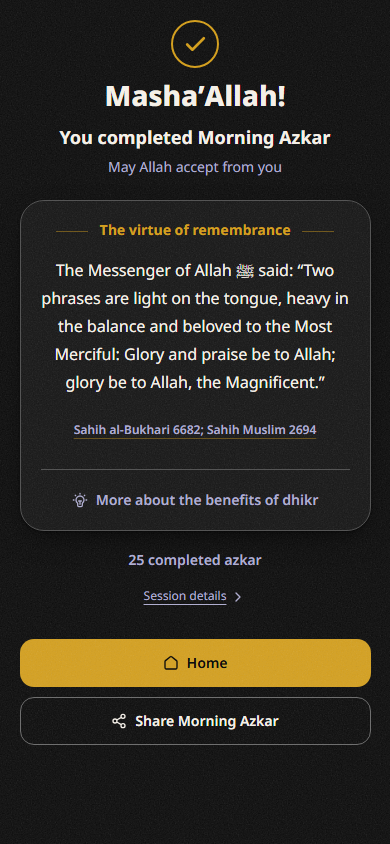 Masha’Allah!
You completed Morning Azkar
May Allah accept from you
The virtue of remembrance
The Messenger of Allah ﷺ said: “Two
phrases are light on the tongue, heavy in
the balance and beloved to the Most
Merciful: Glory and praise be to Allah;
glory be to Allah, the Magnificent.”
Sahih al-Bukhari 6682; Sahih Muslim 2694
More about the benefits of dhikr
25 completed azkar
Session details
Home
Share Morning Azkar